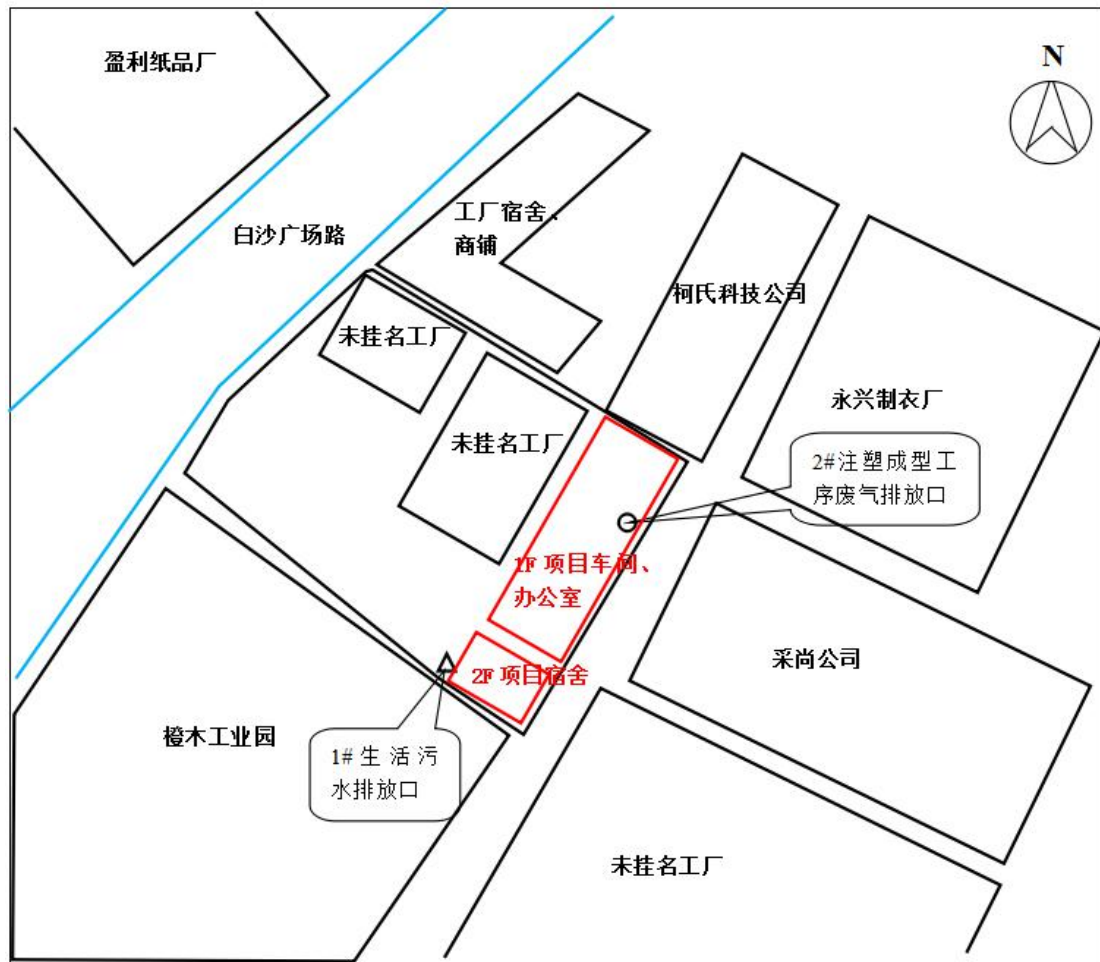 N
盈利纸品厂
白沙广场路
工厂宿舍、
商铺
柯氏科技公司
未挂名工厂
永兴制衣厂
未挂名工厂
2#注塑成型工
序废气排放口
1F 项目车间、
办公室
采尚公司
2F 项目宿舍
橙木工业园
1#生活污
水排放口
未挂名工厂